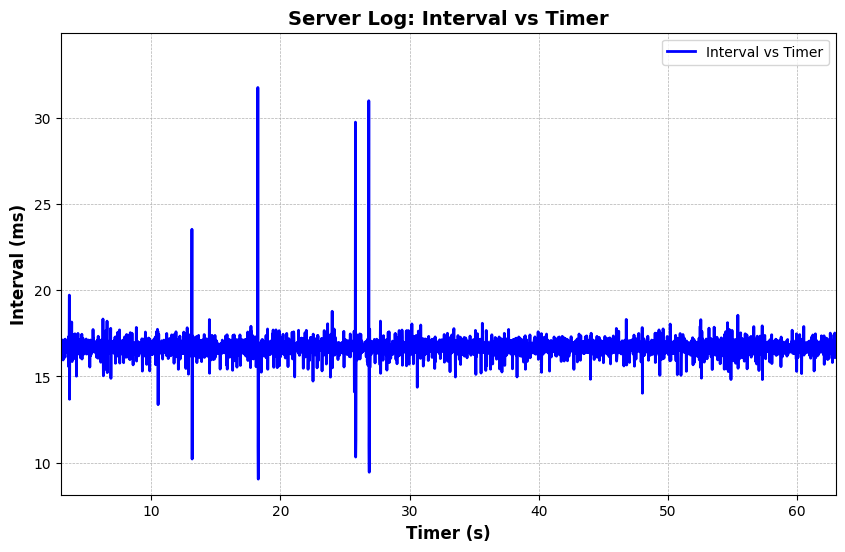 Server Log: Interval vs Timer
Interval vs Timer
Interval (ms)
30
25
20
15
10
10 20 30 40 50 60
Timer (s)